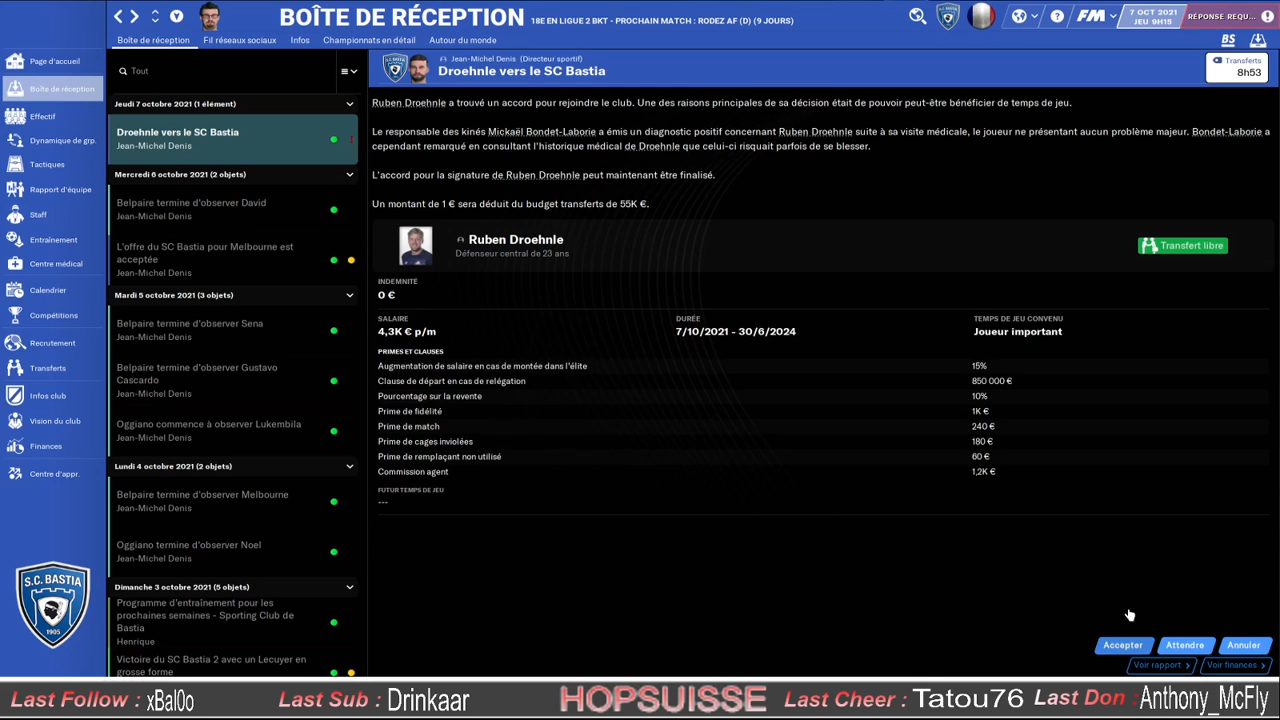 BOÎTE DE RÉCEPTION
18E EN LIGUE 2 BKT - PROCHAIN MATCH : RODEZ AF (D) (9 JOURS)
FM
7 OCT 2021
JEU 9H15
RÉPONSE REQU...
Boîte de réception
Fil réseaux sociaux
Infos
Championnats en détail
Autour du monde
BS
Page d'accueil
Boîte de réception
Effectif
Dynamique de grp.
Tactiques
Rapport d'équipe
Staff
Entraînement
Centre médical
Calendrier
Compétitions
Recrutement
Transferts
Infos club
Vision du club
Finances
Centre d'appr.
S.C. BASTIA
1905
Tout
Jeudi 7 octobre 2021 (1 élément)
Droehnle vers le SC Bastia
Jean-Michel Denis
Mercredi 6 octobre 2021 (2 objets)
Belpaire termine d'observer David
Jean-Michel Denis
L'offre du SC Bastia pour Melbourne est
acceptée
Jean-Michel Denis
Mardi 5 octobre 2021 (3 objets)
Belpaire termine d'observer Sena
Jean-Michel Denis
Belpaire termine d'observer Gustavo
Cascardo
Jean-Michel Denis
Oggiano commence à observer Lukembila
Jean-Michel Denis
Lundi 4 octobre 2021 (2 objets)
Belpaire termine d'observer Melbourne
Jean-Michel Denis
Oggiano termine d'observer Noel
Jean-Michel Denis
Dimanche 3 octobre 2021 (5 objets)
Programme d'entraînement pour les
prochaines semaines - Sporting Club de
Bastia
Henrique
Victoire du SC Bastia 2 avec un Lecuyer en
grosse forme
Jean-Michel Denis (Directeur sportif)
Droehnle vers le SC Bastia
Transferts
8h53
Ruben Droehnle a trouvé un accord pour rejoindre le club. Une des raisons principales de sa décision était de pouvoir peut-être bénéficier de temps de jeu.
Le responsable des kinés Mickaël Bondet-Laborie a émis un diagnostic positif concernant Ruben Droehnle suite à sa visite médicale, le joueur ne présentant aucun problème majeur. Bondet-Laborie a
cependant remarqué en consultant l'historique médical de Droehnle que celui-ci risquait parfois de se blesser.
L'accord pour la signature de Ruben Droehnle peut maintenant être finalisé.
Un montant de 1 € sera déduit du budget transferts de 55K €.
Ruben Droehnle
Défenseur central de 23 ans
Transfert libre
INDEMNITÉ
0 €
SALAIRE
4,3K € p/m
DURÉE
7/10/2021 - 30/6/2024
TEMPS DE JEU CONVENU
Joueur important
PRIMES ET CLAUSES
Augmentation de salaire en cas de montée dans l'élite 15%
Clause de départ en cas de relégation 850 000 €
Pourcentage sur la revente 10%
Prime de fidélité 1K €
Prime de match 240 €
Prime de cages inviolées 180 €
Prime de remplaçant non utilisé 60 €
Commission agent 1,2K €
FUTUR TEMPS DE JEU
---
Accepter
Attendre
Annuler
Voir rapport
Voir finances
Last Follow : xBal0o
Last Sub : Drinkaar
HOPSUISSE
Last Cheer : Tatou76
Last Don : Anthony_McFly